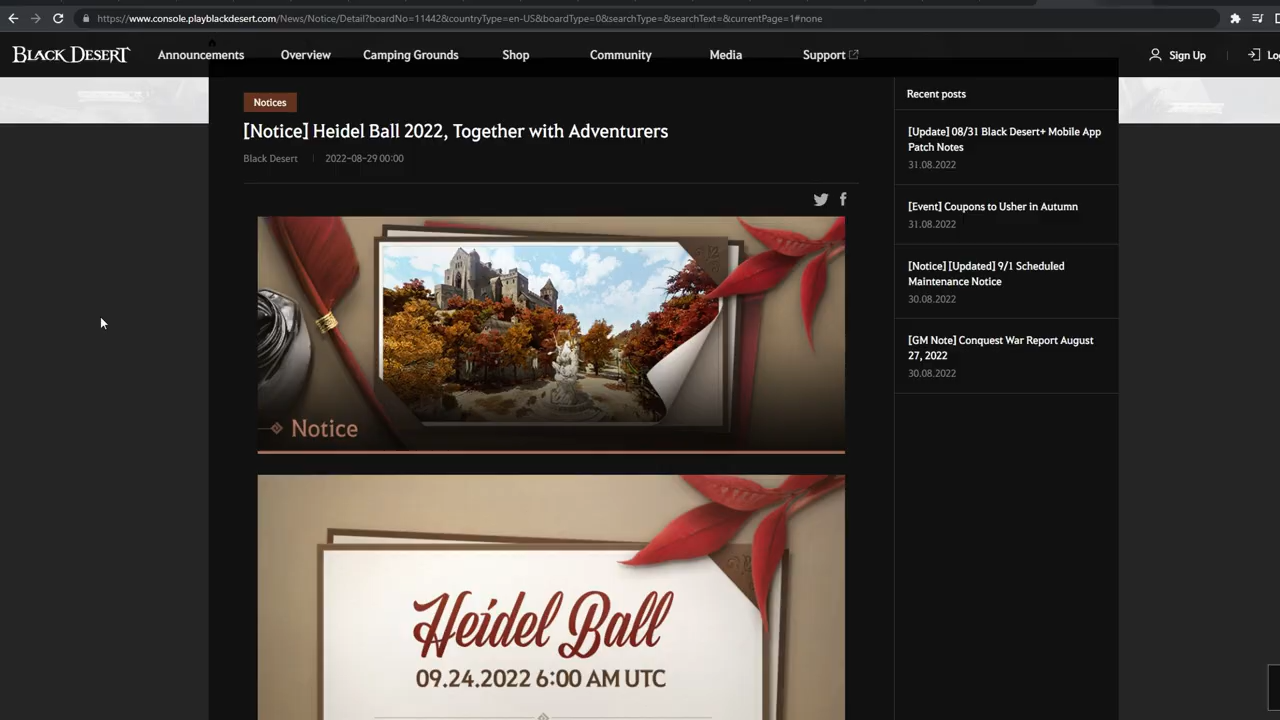 https://www.console.playblackdesert.com/News/Notice/Detail?boardNo=11442&countryType=en-US&boardType=0&searchType=&searchText=&currentPage=1#none
BLACK DESERT
Announcements
Overview
Camping Grounds
Shop
Community
Media
Support
Sign Up
Lo
Notices
[Notice] Heidel Ball 2022, Together with Adventurers
Black Desert
2022-08-29 00:00
Notice
Heidel Ball
09.24.2022 6:00 AM UTC
Recent posts
[Update] 08/31 Black Desert+ Mobile App
Patch Notes
31.08.2022
[Event] Coupons to Usher in Autumn
31.08.2022
[Notice] [Updated] 9/1 Scheduled
Maintenance Notice
30.08.2022
[GM Note] Conquest War Report August
27, 2022
30.08.2022